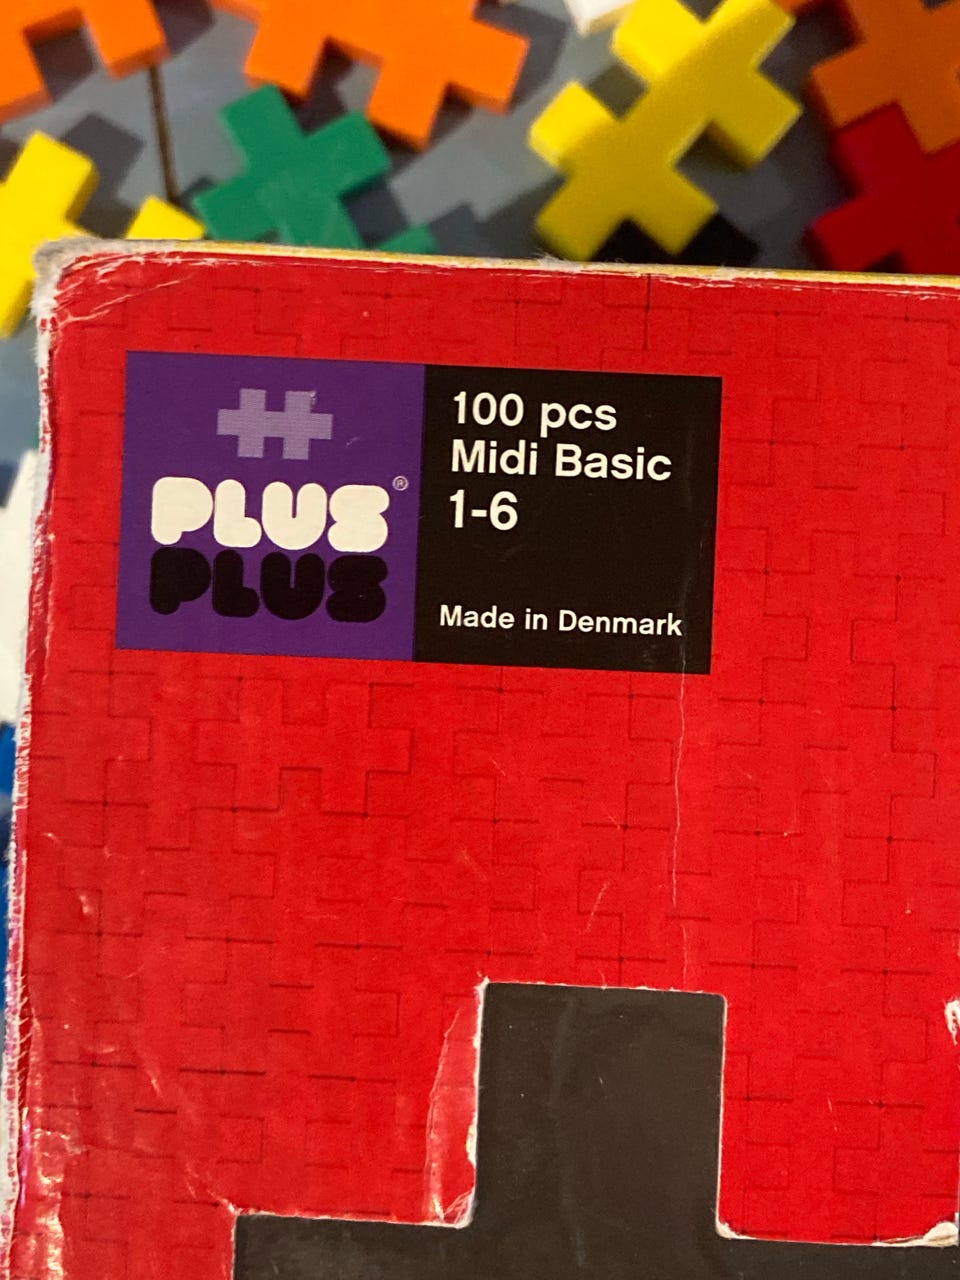 PLUS®
PLUS
100 pcs
Midi Basic
1-6
Made in Denmark